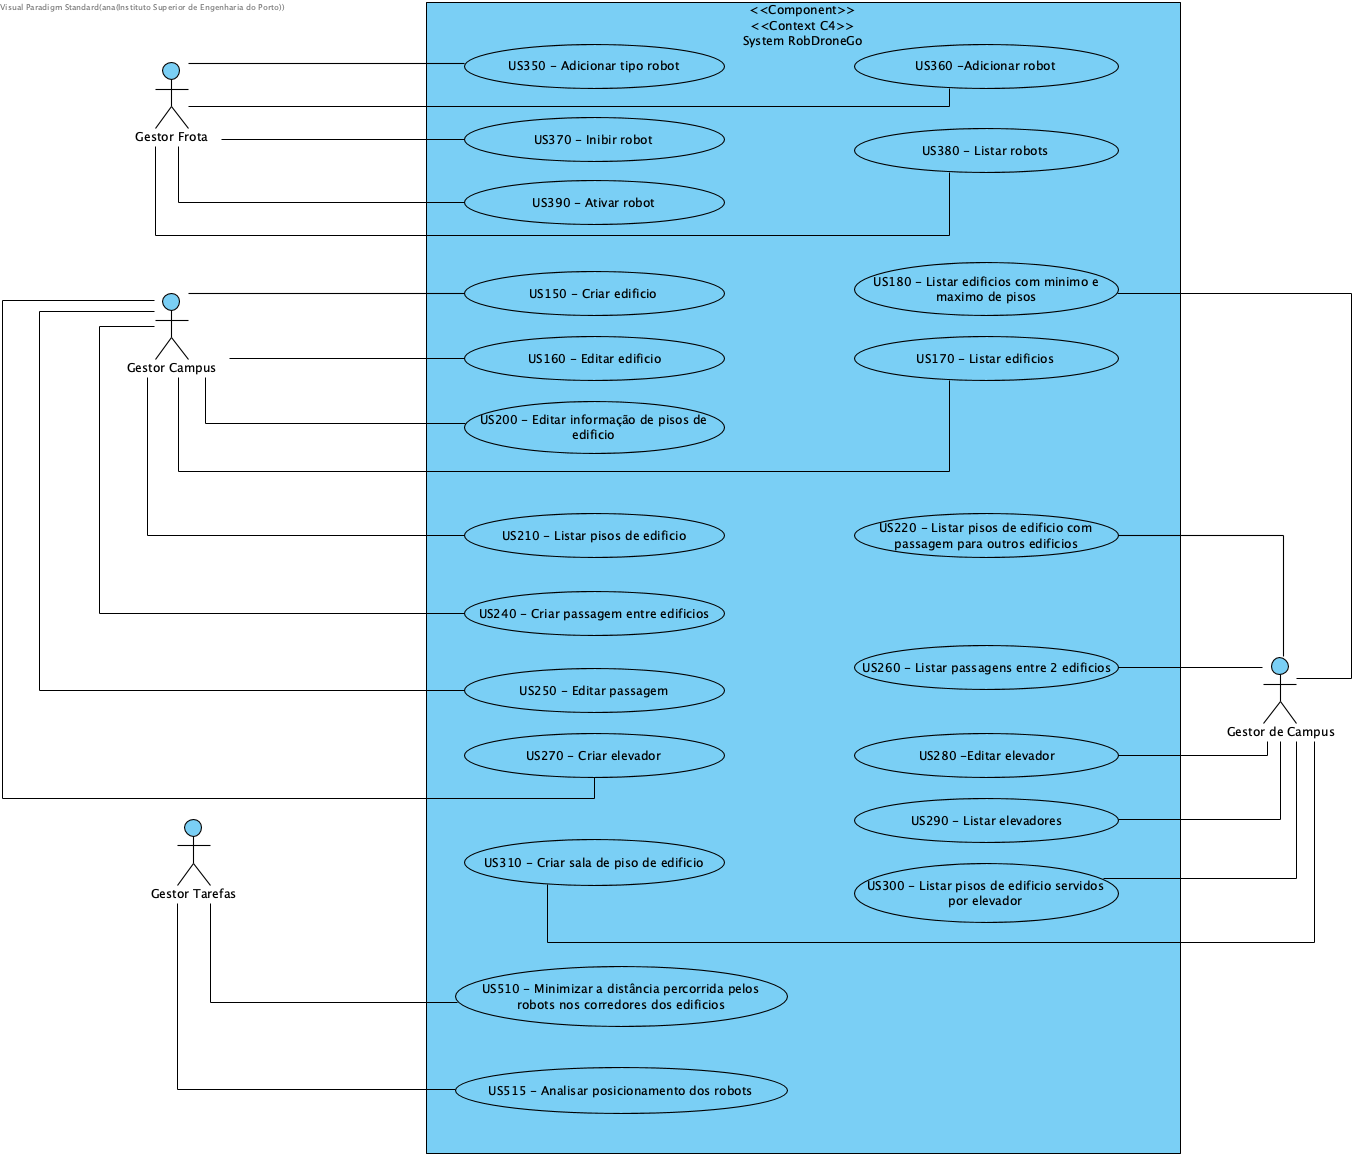 Visual Paradigm Standard(ana(Instituto Superior de Engenharia do Porto))
<<Component>>
<<Context C4>>
System RobDroneGo
US350 - Adicionar tipo robot
US360 -Adicionar robot
Gestor Frota
US370 - Inibir robot
US380 - Listar robots
US390 - Ativar robot
US150 - Criar edificio
US180 - Listar edificios com minimo e
maximo de pisos
Gestor Campus
US160 - Editar edificio
US170 - Listar edificios
US200 - Editar informação de pisos de
edificio
US210 - Listar pisos de edificio
US220 - Listar pisos de edificio com
passagem para outros edificios
US240 - Criar passagem entre edificios
US260 - Listar passagens entre 2 edificios
US250 - Editar passagem
Gestor de Campus
US270 - Criar elevador
US280 -Editar elevador
US290 - Listar elevadores
US310 - Criar sala de piso de edificio
US300 - Listar pisos de edificio servidos
por elevador
Gestor Tarefas
US510 - Minimizar a distância percorrida pelos
robots nos corredores dos edificios
US515 - Analisar posicionamento dos robots